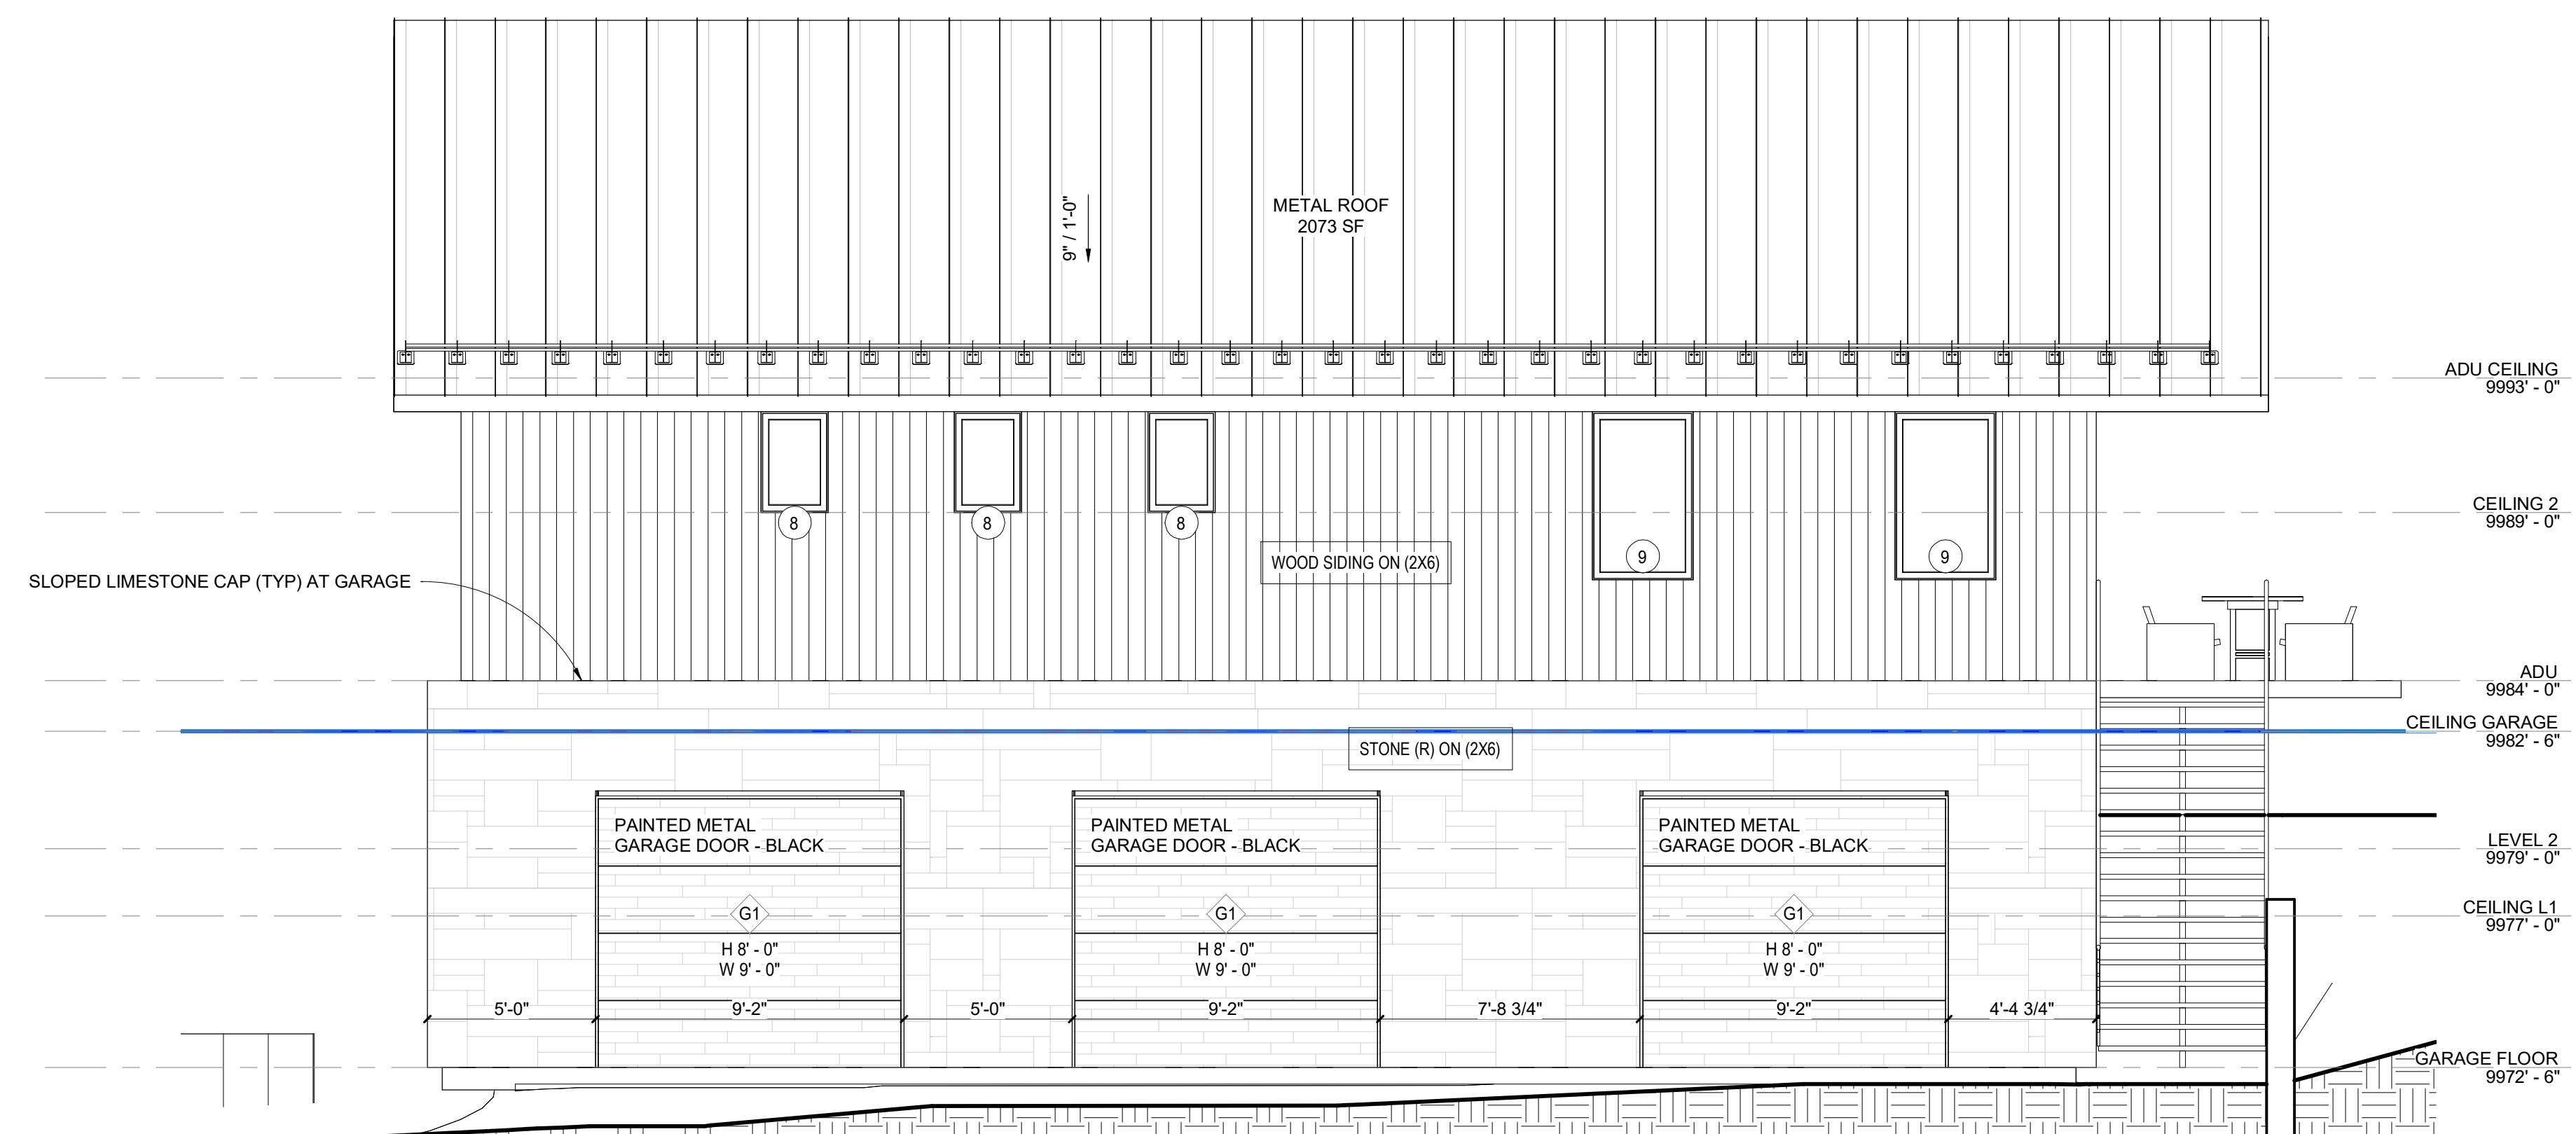 9" / 1'-0"
METAL ROOF
2073 SF
ADU CEILING
9993' - 0"
CEILING 2
9989' - 0"
8
8
8
9
9
WOOD SIDING ON (2X6)
SLOPED LIMESTONE CAP (TYP) AT GARAGE
ADU
9984' - 0"
CEILING GARAGE
9982' - 6"
STONE (R) ON (2X6)
PAINTED METAL
GARAGE DOOR - BLACK
PAINTED METAL
GARAGE DOOR - BLACK
PAINTED METAL
GARAGE DOOR - BLACK
LEVEL 2
9979' - 0"
CEILING L1
9977' - 0"
G1
H 8' - 0"
W 9' - 0"
G1
H 8' - 0"
W 9' - 0"
G1
H 8' - 0"
W 9' - 0"
5'-0"
9'-2"
5'-0"
9'-2"
7'-8 3/4"
9'-2"
4'-4 3/4"
GARAGE FLOOR
9972' - 6"